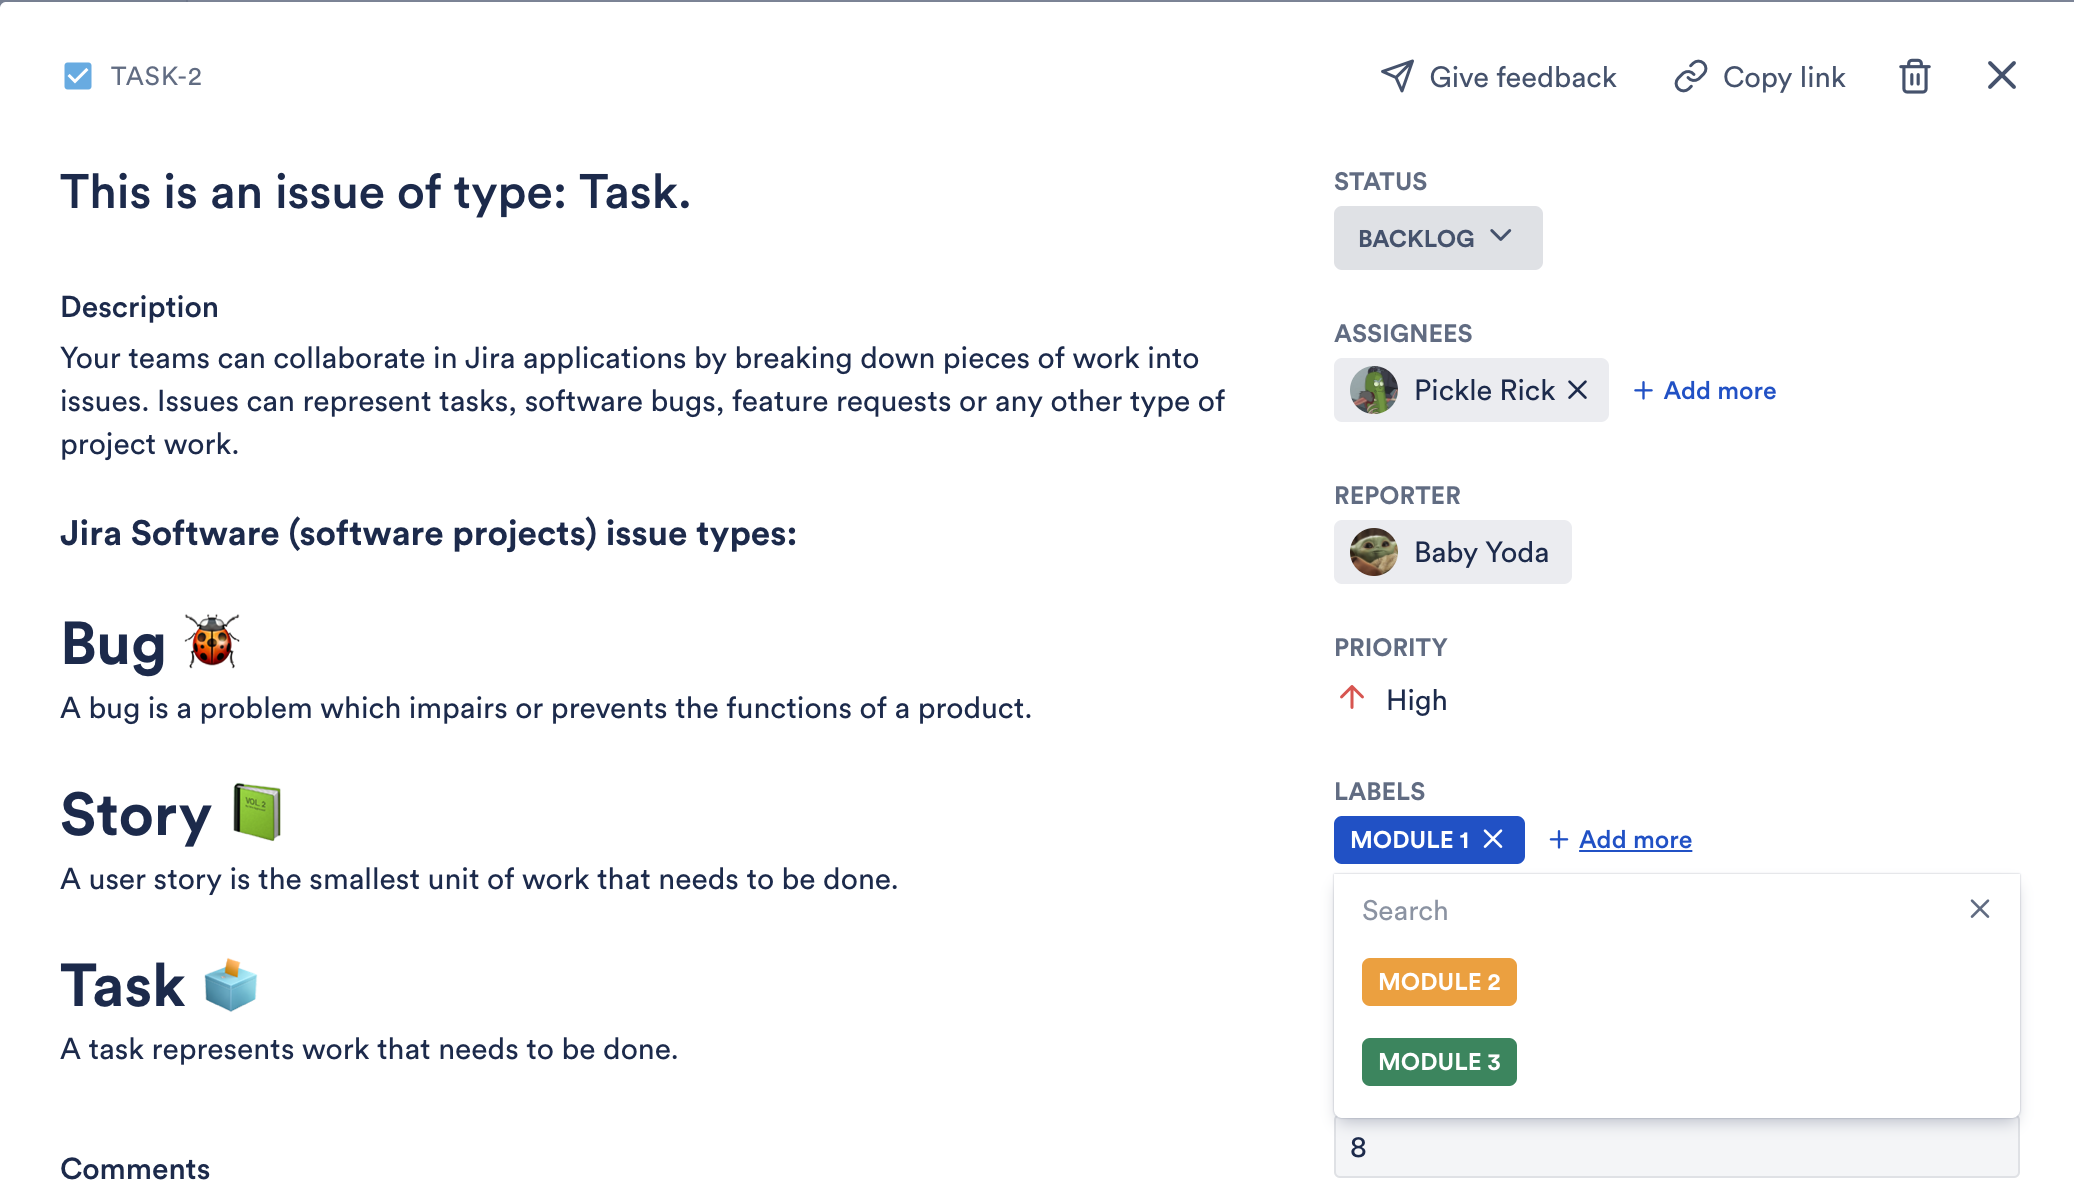 TASK-2
Give feedback
Copy link
This is an issue of type: Task.
Description
Your teams can collaborate in Jira applications by breaking down pieces of work into
issues. Issues can represent tasks, software bugs, feature requests or any other type of
project work.
Jira Software (software projects) issue types:
Bug 🐞
A bug is a problem which impairs or prevents the functions of a product.
Story 📗
VOL. 2
A user story is the smallest unit of work that needs to be done.
Task 🗳
A task represents work that needs to be done.
Comments
STATUS
BACKLOG
ASSIGNEES
Pickle Rick
+ Add more
REPORTER
Baby Yoda
PRIORITY
High
LABELS
MODULE 1
+ Add more
Search
MODULE 2
MODULE 3
8